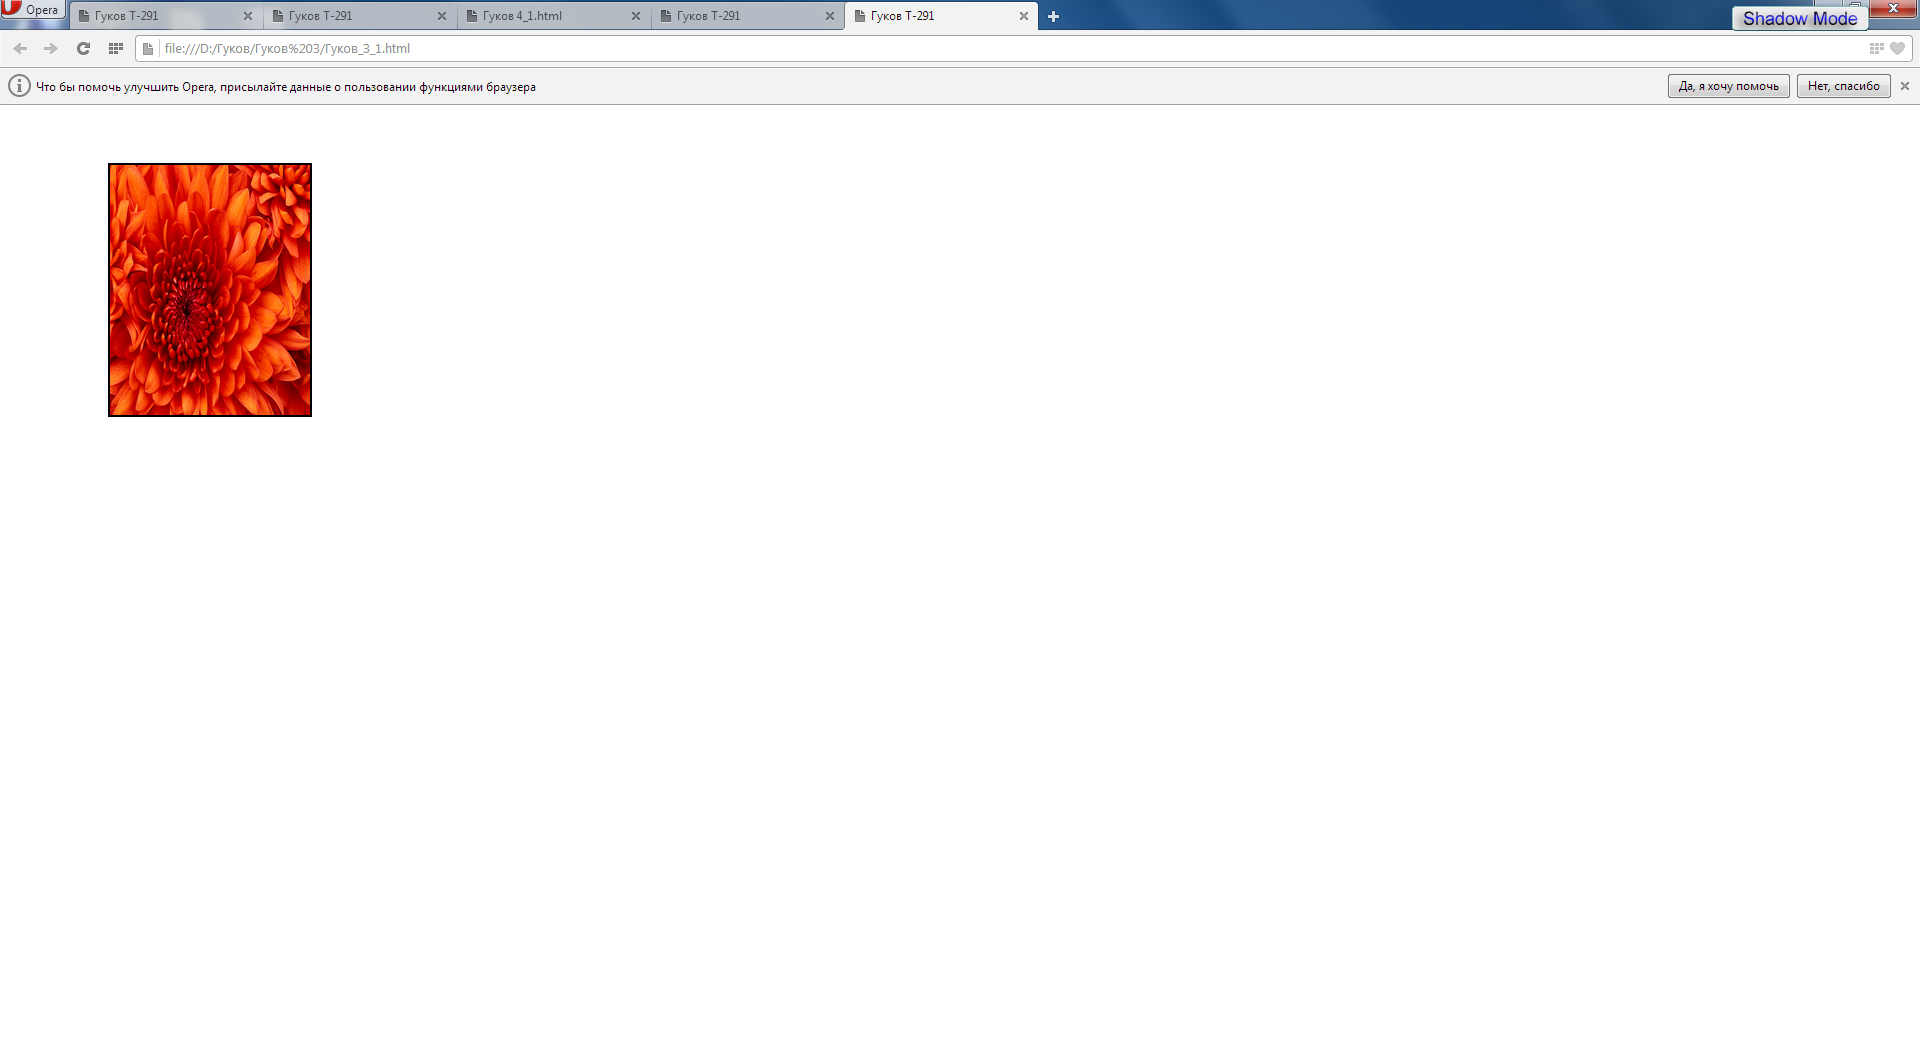 Opera
Гуков Т-291
Гуков Т-291
Гуков 4_1.html
Гуков Т-291
Гуков Т-291
Shadow Mode
file:///D:/Гуков/Гуков%203/Гуков_3_1.html
Что бы помочь улучшить Opera, присылайте данные о пользовании функциями браузера
Да, я хочу помочь
Нет, спасибо